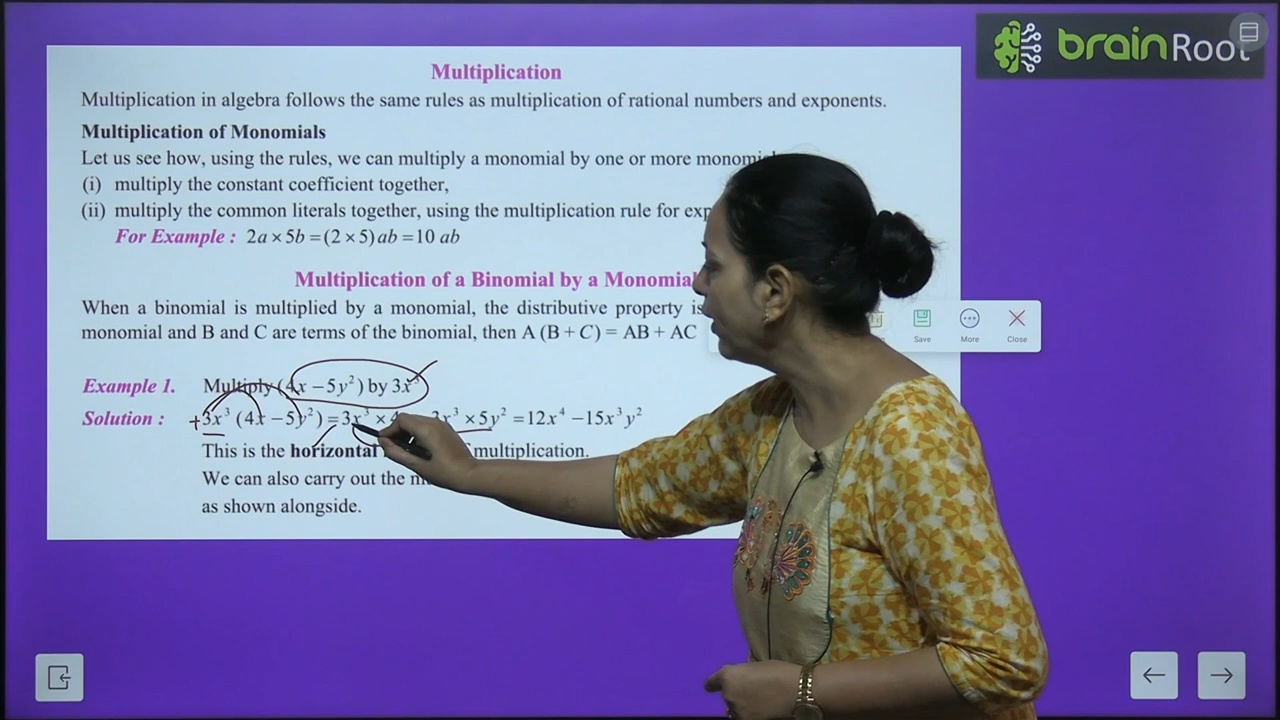 brainRoot
Multiplication
Multiplication in algebra follows the same rules as multiplication of rational numbers and exponents.
Multiplication of Monomials
Let us see how, using the rules, we can multiply a monomial by one or more
(i) multiply the constant coefficient together,
(ii) multiply the common literals together, using the multiplication rule for
For Example : 2a × 5b = (2 × 5) ab = 10 ab
Multiplication of a Binomial by a Monomial
When a binomial is multiplied by a monomial, the distributive property is
monomial and B and C are terms of the binomial, then A (B + C) = AB + AC
Save More Close
Example 1. Multiply (4x − 5y²) by 3x³
Solution : +3x³ (4x − 5y²) = 3x³ × 3x³ × 5y² = 12x⁴ − 15x³y²
This is the horizontal multiplication.
We can also carry out the
as shown alongside.